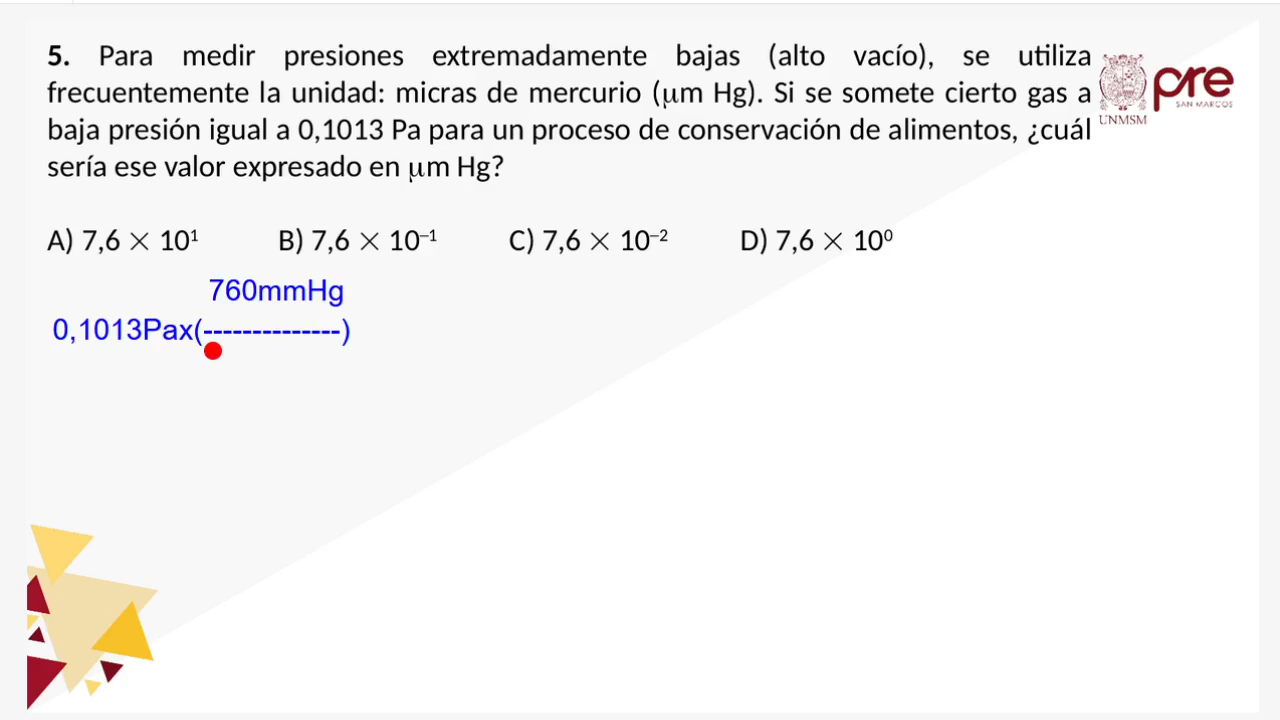 5. Para medir presiones extremadamente bajas (alto vacío), se utiliza
frecuentemente la unidad: micras de mercurio (μm Hg). Si se somete cierto gas a
baja presión igual a 0,1013 Pa para un proceso de conservación de alimentos, ¿cuál
sería ese valor expresado en μm Hg?
pre
SAN MARCOS
UNMSM
A) 7,6 × 10¹ B) 7,6 × 10⁻¹ C) 7,6 × 10⁻² D) 7,6 × 10⁰
760mmHg
0,1013Pax(--------------)